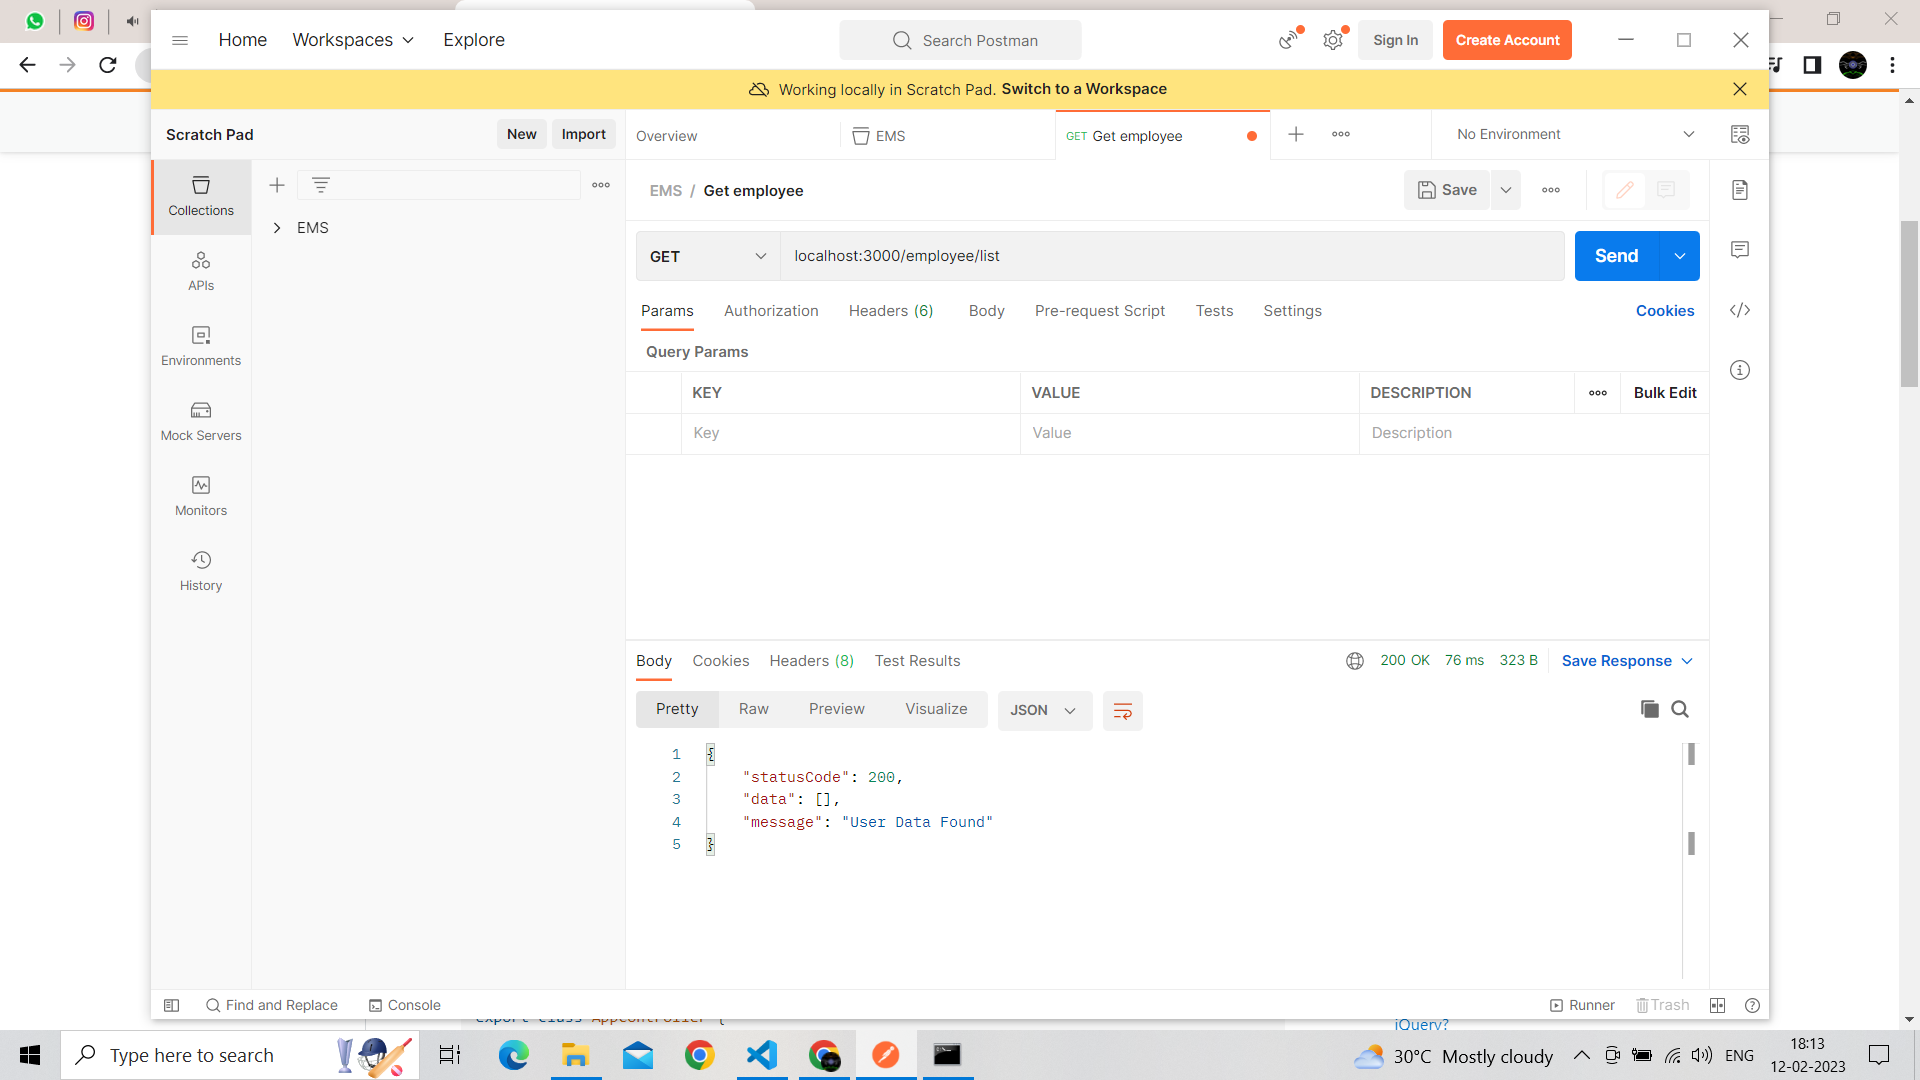 Home
Workspaces
Explore
Search Postman
Sign In
Create Account
Working locally in Scratch Pad. Switch to a Workspace
Scratch Pad
New
Import
Overview
EMS
GET Get employee
No Environment
Collections
APIs
Environments
Mock Servers
Monitors
History
EMS
EMS / Get employee
Save
GET
localhost:3000/employee/list
Send
Params
Authorization
Headers (6)
Body
Pre-request Script
Tests
Settings
Cookies
Query Params
KEY
VALUE
DESCRIPTION
Bulk Edit
Key
Value
Description
Body
Cookies
Headers (8)
Test Results
200 OK
76 ms
323 B
Save Response
Pretty
Raw
Preview
Visualize
JSON
1 {
2 "statusCode": 200,
3 "data": [],
4 "message": "User Data Found"
5 }
Find and Replace
Console
Runner
Trash
export class AppController {
jQuery?
Type here to search
30°C Mostly cloudy
ENG
18:13
12-02-2023